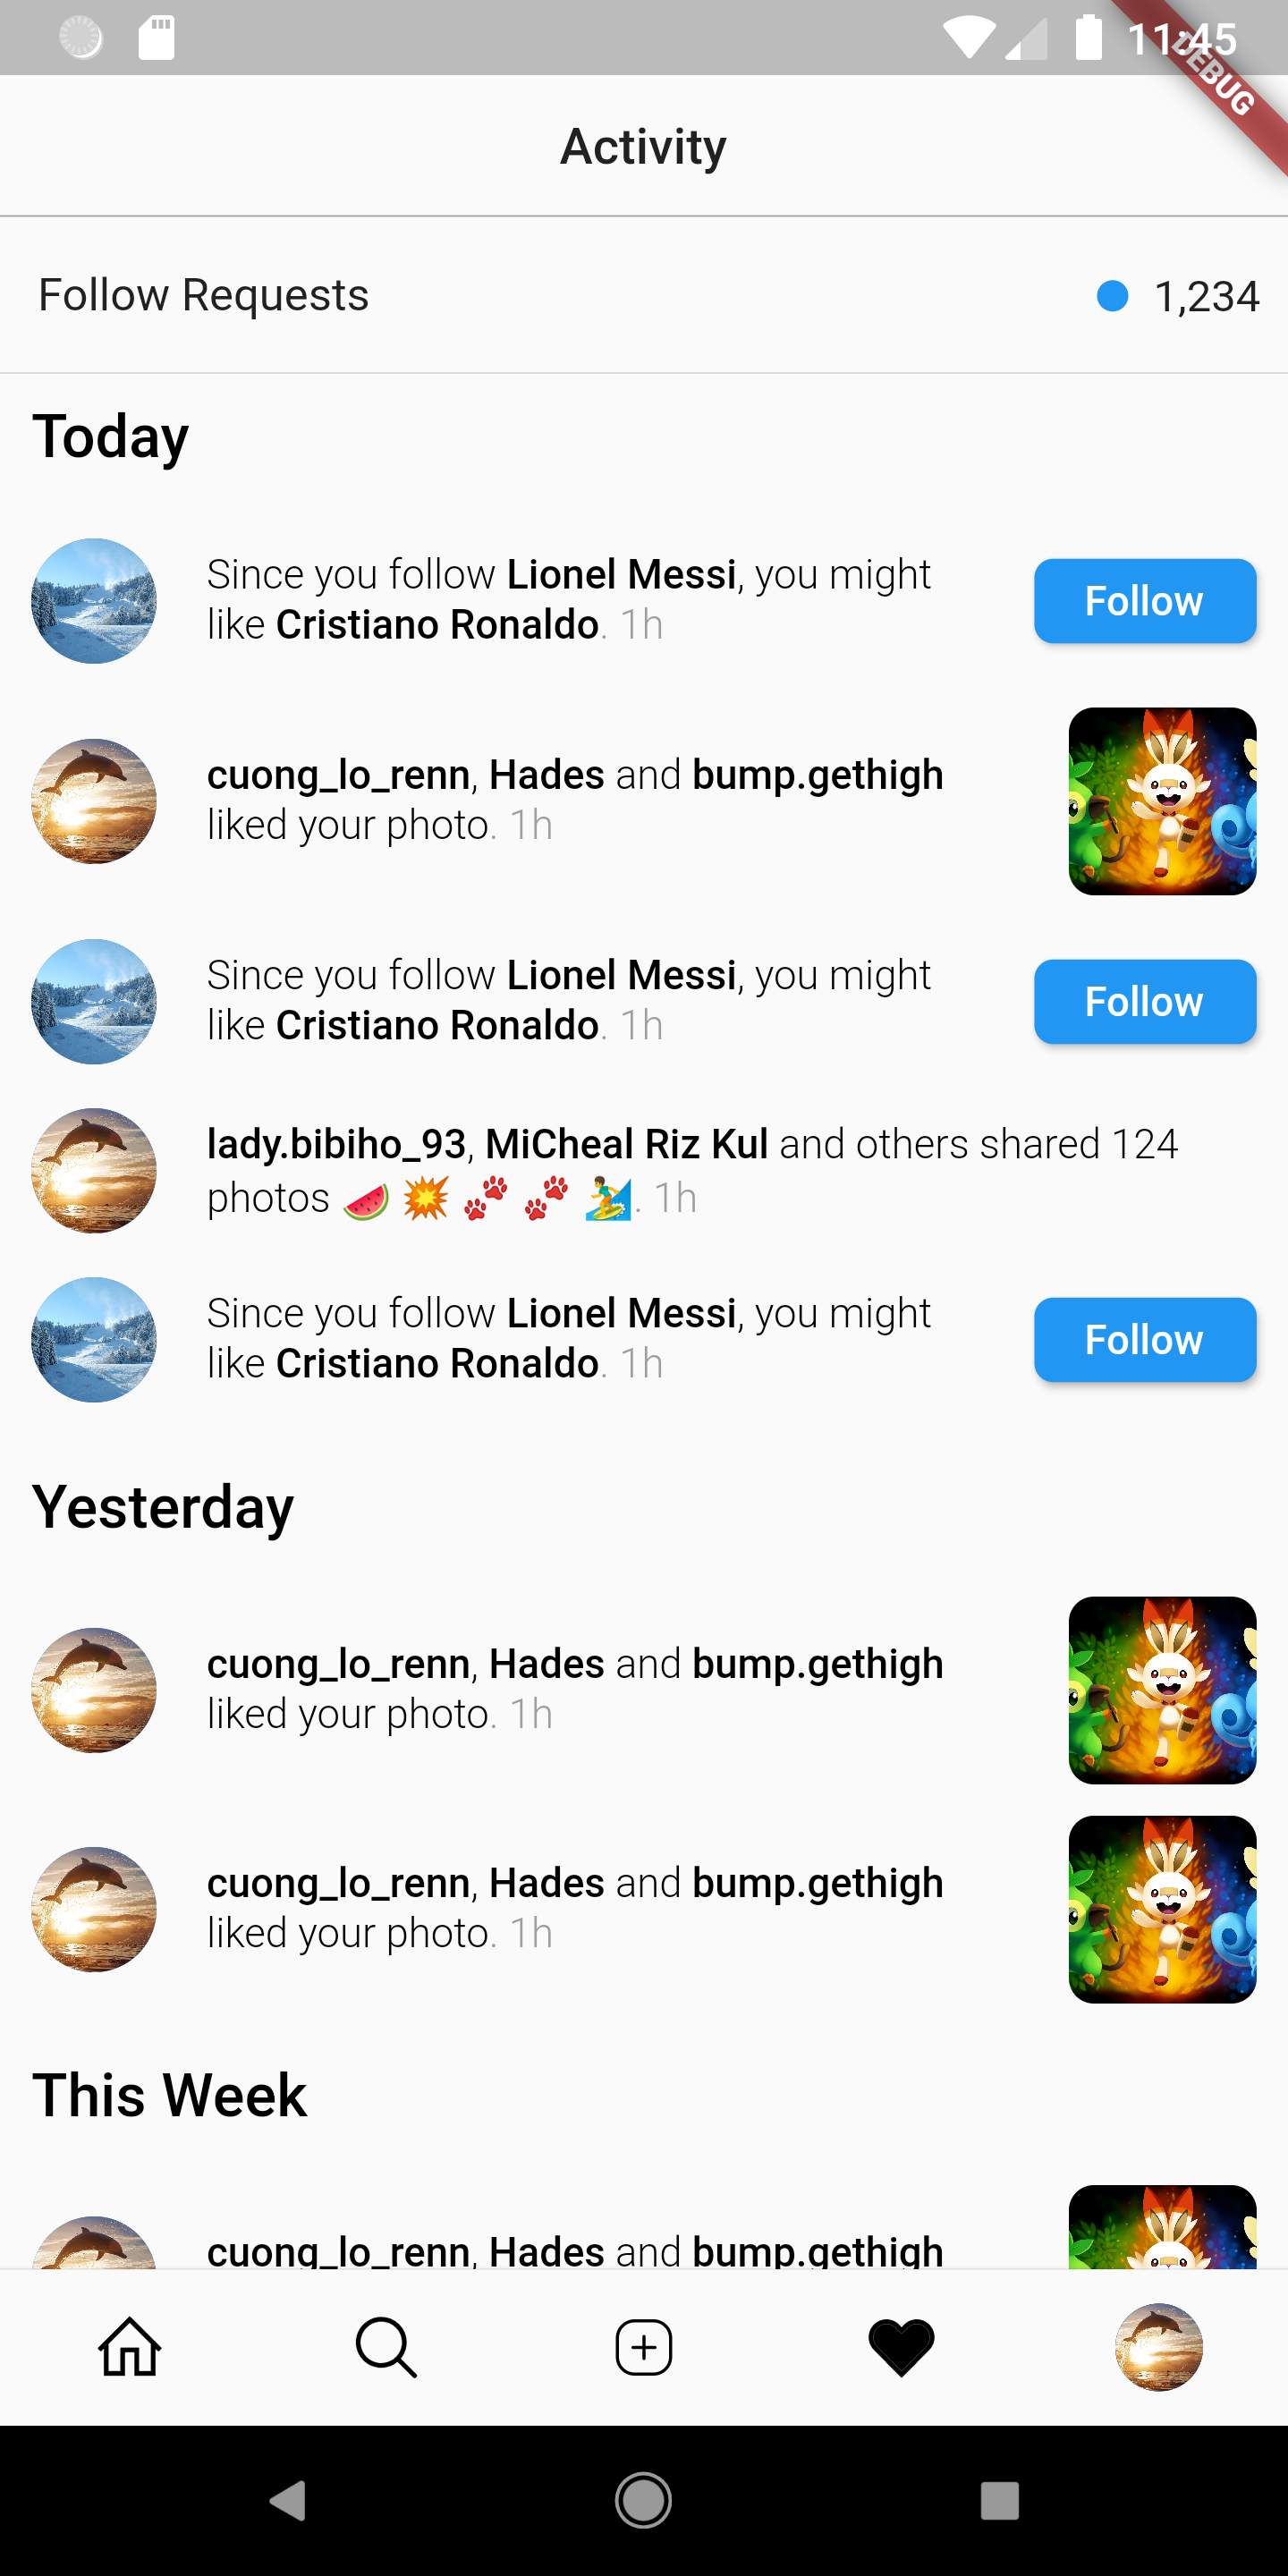 11:45
DEBUG
Activity
Follow Requests
1,234
Today
Since you follow Lionel Messi, you might
like Cristiano Ronaldo. 1h
Follow
cuong_lo_renn, Hades and bump.gethigh
liked your photo. 1h
Since you follow Lionel Messi, you might
like Cristiano Ronaldo. 1h
Follow
lady.bibiho_93, MiCheal Riz Kul and others shared 124
photos 🍉 💥 🐾 🐾 🏄‍♂️. 1h
Since you follow Lionel Messi, you might
like Cristiano Ronaldo. 1h
Follow
Yesterday
cuong_lo_renn, Hades and bump.gethigh
liked your photo. 1h
cuong_lo_renn, Hades and bump.gethigh
liked your photo. 1h
This Week
cuong_lo_renn, Hades and bump.gethigh